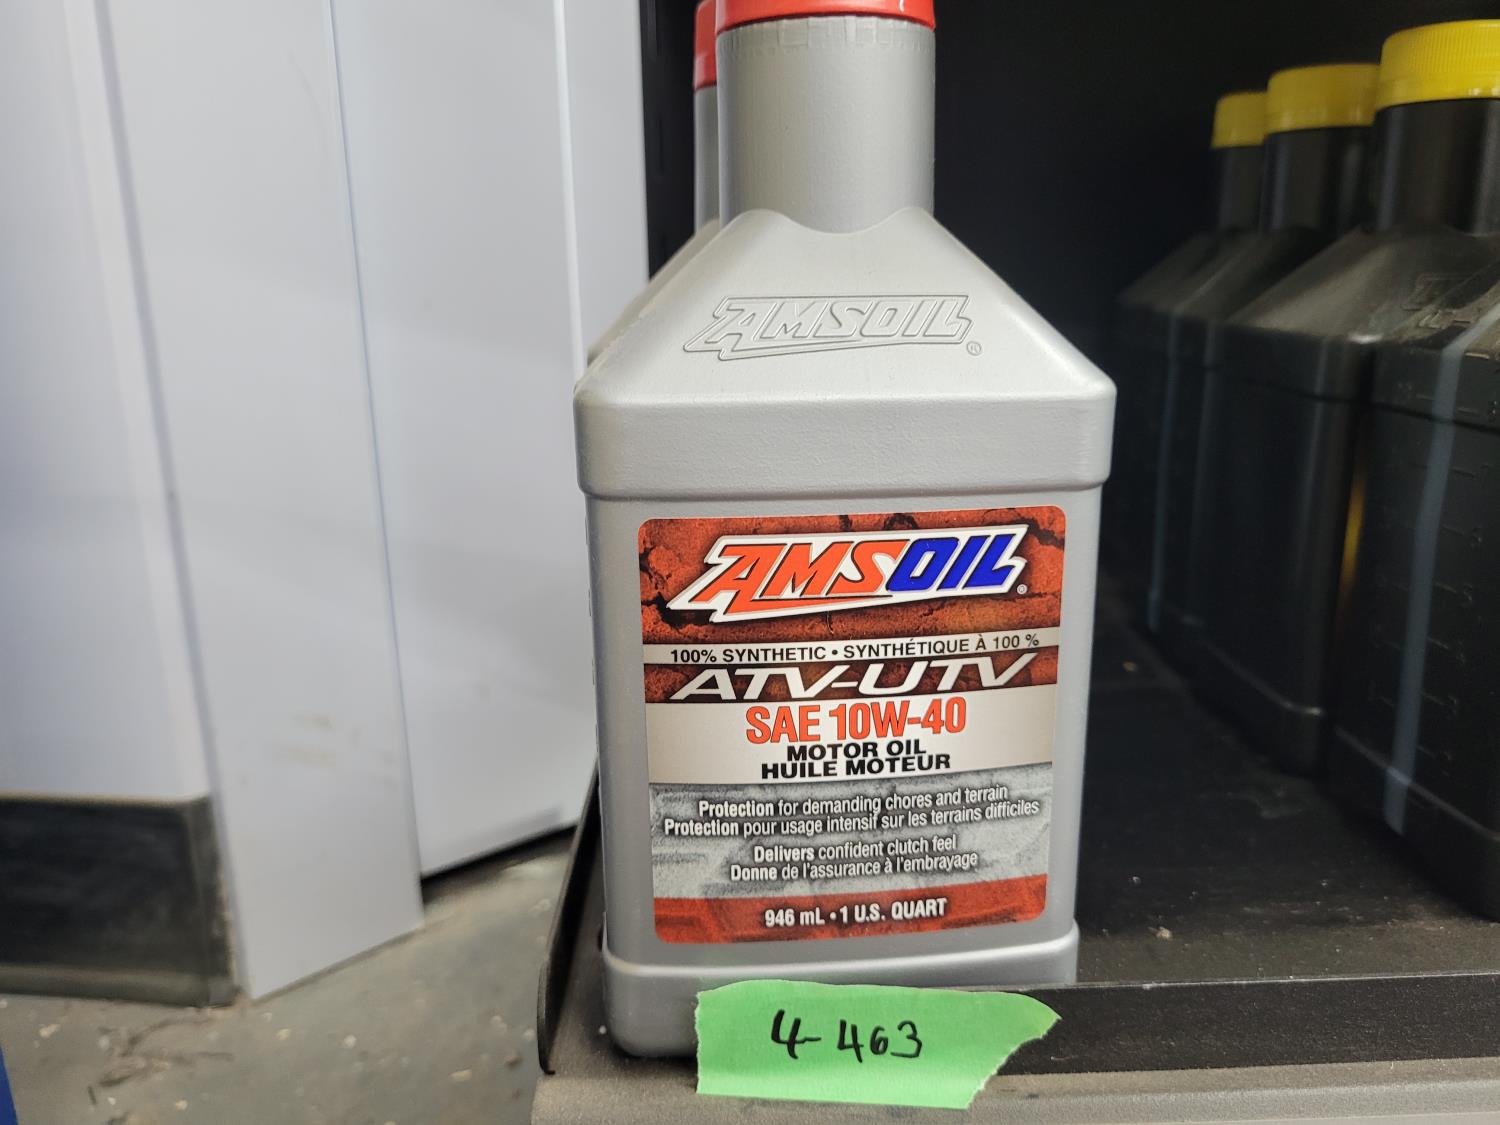 AMSOIL®
AMSOIL®
100% SYNTHETIC • SYNTHÉTIQUE À 100 %
ATV-UTV
SAE 10W-40
MOTOR OIL
HUILE MOTEUR
Protection for demanding chores and terrain
Protection pour usage intensif sur les terrains difficiles
Delivers confident clutch feel
Donne de l'assurance à l'embrayage
946 mL • 1 U.S. QUART
4-463